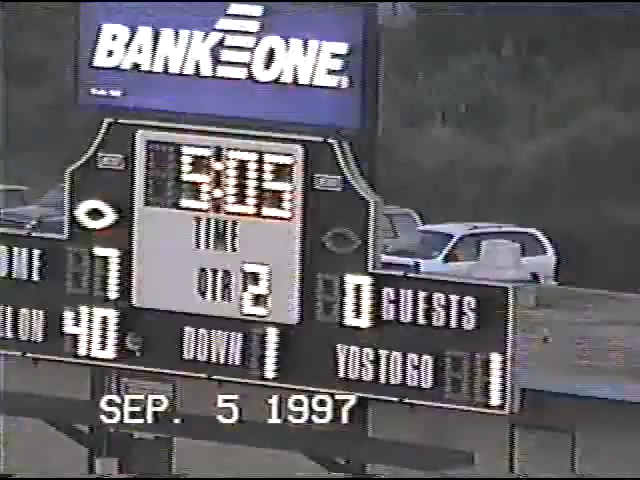 BANK ONE
5:05
TIME
QTR 2
7
0 GUESTS
40
DOWN 1
YDS TO GO 1
SEP. 5 1997